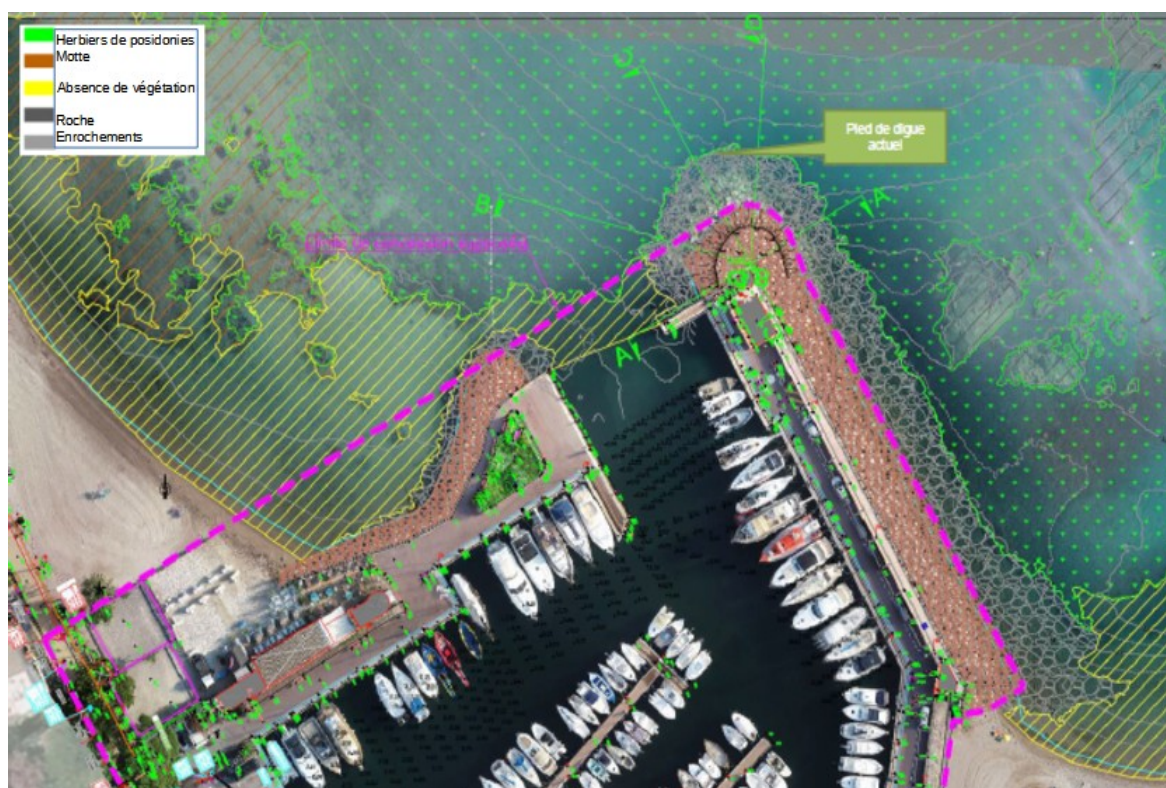 Herbiers de posidonies
Motte
Absence de végétation
Roche
Enrochements
G
C
Pied de digue
actuel
B
A
A